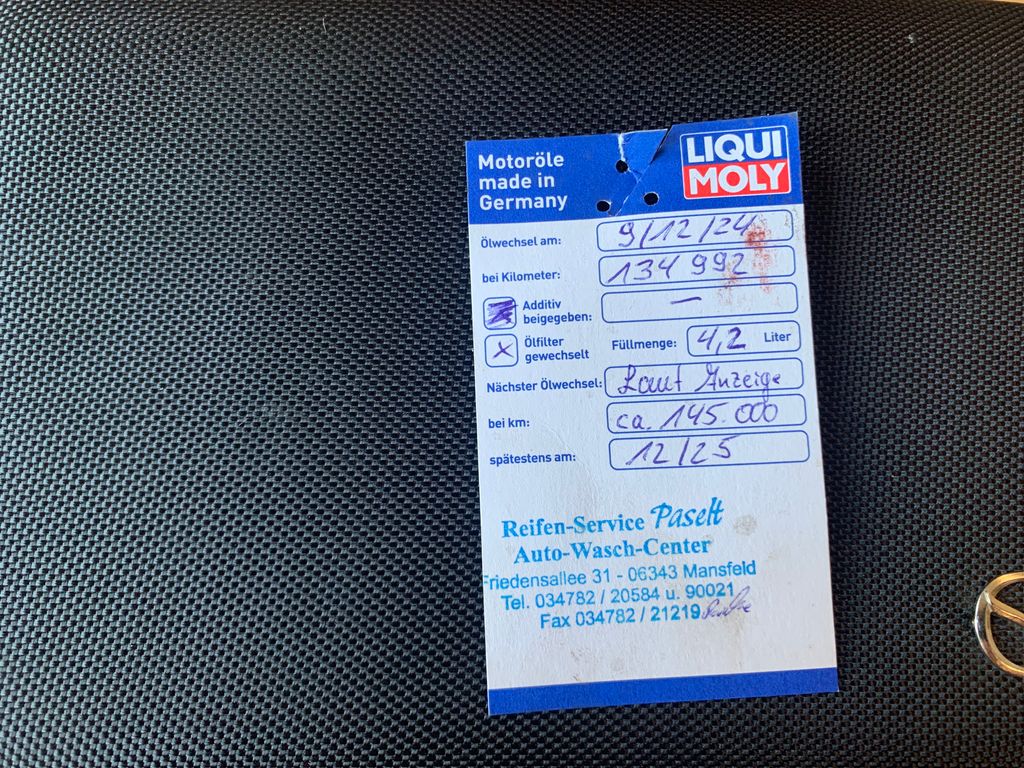 Motoröle
made in
Germany
LIQUI
MOLY
Ölwechsel am: 9/12/24
bei Kilometer: 134 992
Additiv
beigegeben: —
Ölfilter
gewechselt
X
Füllmenge: 4,2 Liter
Nächster Ölwechsel: Laut Anzeige
bei km: ca. 145.000
spätestens am: 12/25
Reifen-Service Paselt
Auto-Wasch-Center
Friedensallee 31 - 06343 Mansfeld
Tel. 034782 / 20584 u. 90021
Fax 034782 / 21219